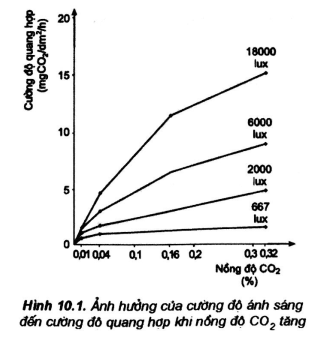 Cường độ quang hợp
(mgCO₂/dm²/h)
20
15
10
5
0
18000
lux
6000
lux
2000
lux
667
lux
0,01 0,04 0,1 0,16 0,2 0,3 0,32
Nồng độ CO₂
(%)
Hình 10.1. Ảnh hưởng của cường độ ánh sáng
đến cường độ quang hợp khi nồng độ CO₂ tăng